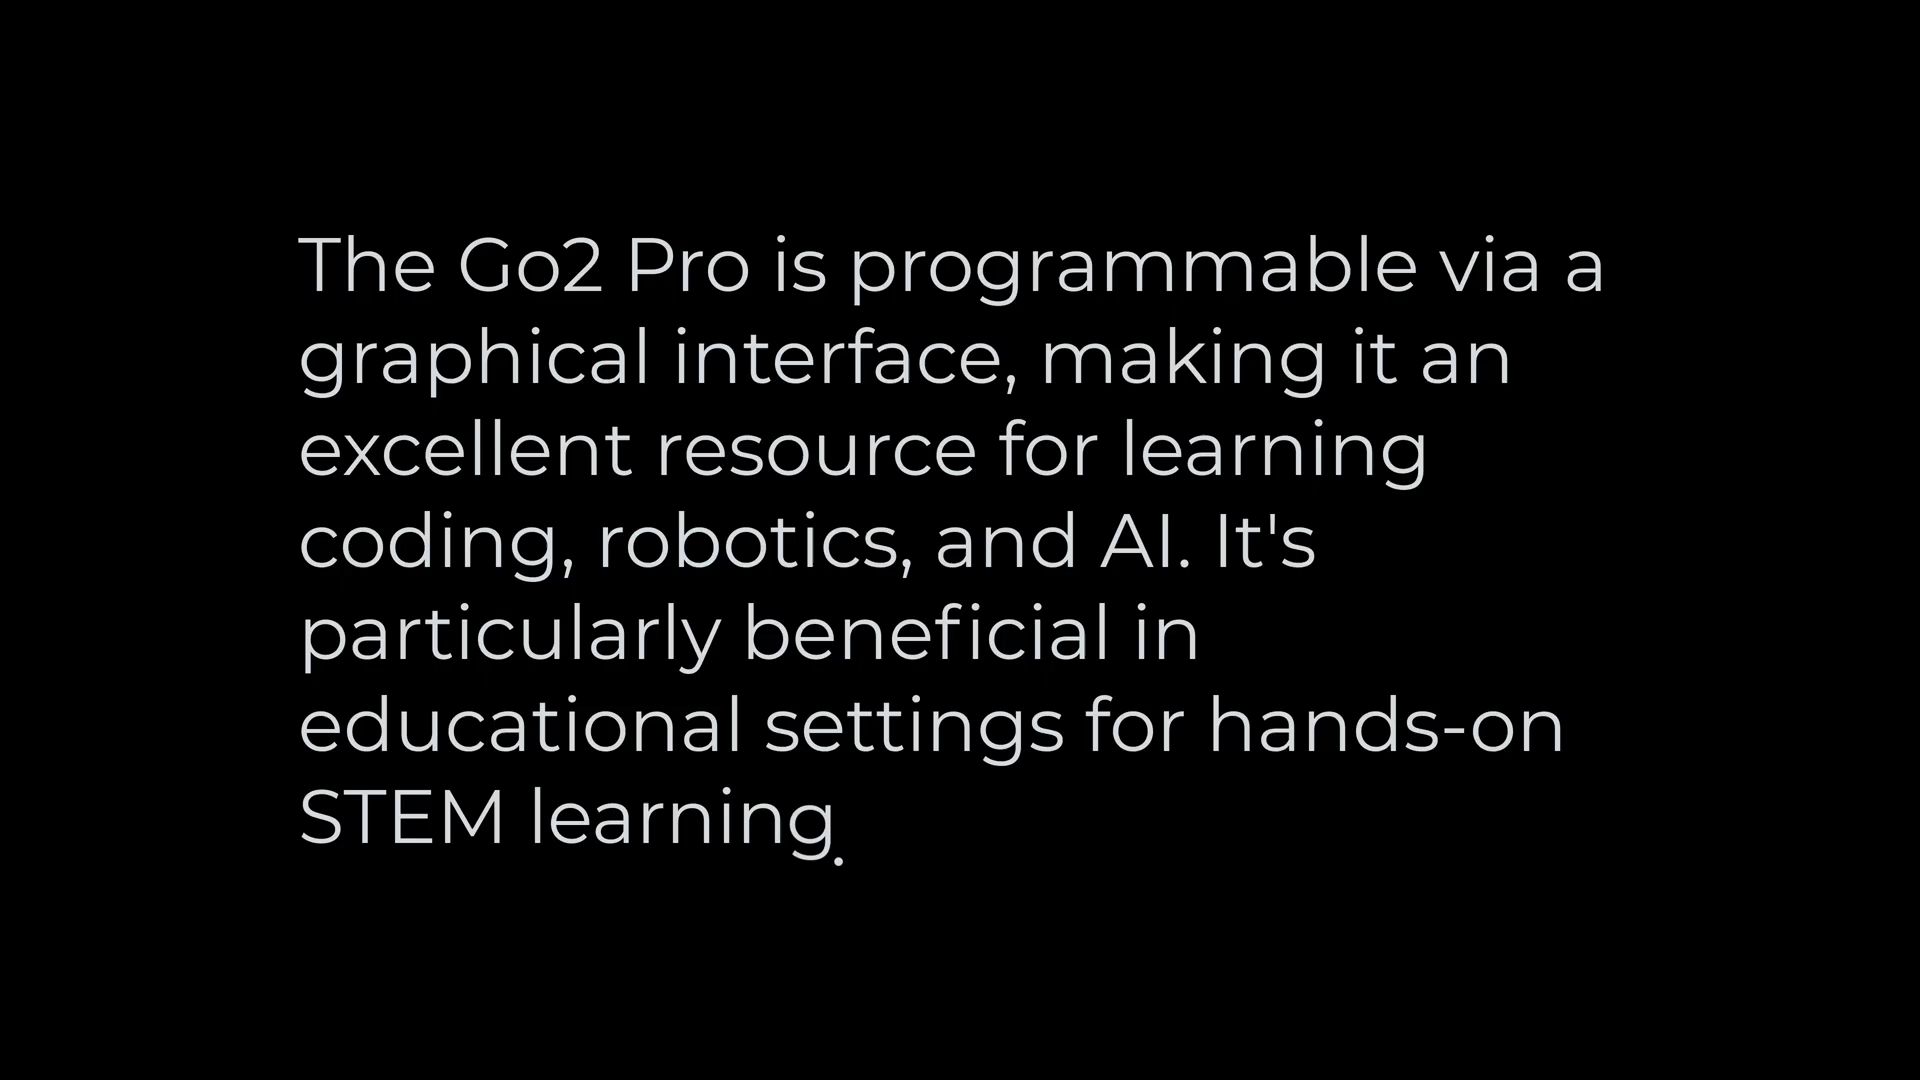 The Go2 Pro is programmable via a
graphical interface, making it an
excellent resource for learning
coding, robotics, and AI. It's
particularly beneficial in
educational settings for hands-on
STEM learning.